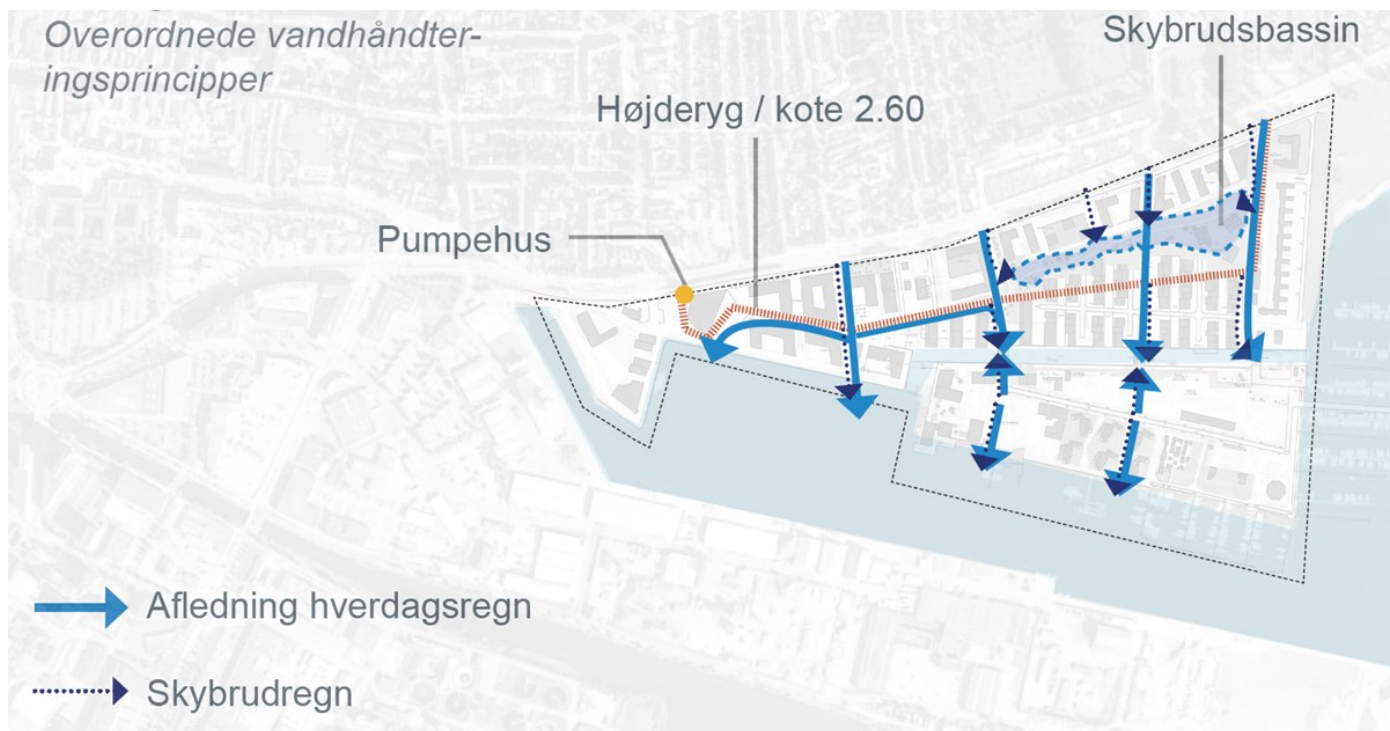 Overordnede vandhåndter-
ingsprincipper
Skybrudsbassin
Højderyg / kote 2.60
Pumpehus
Afledning hverdagsregn
Skybrudregn